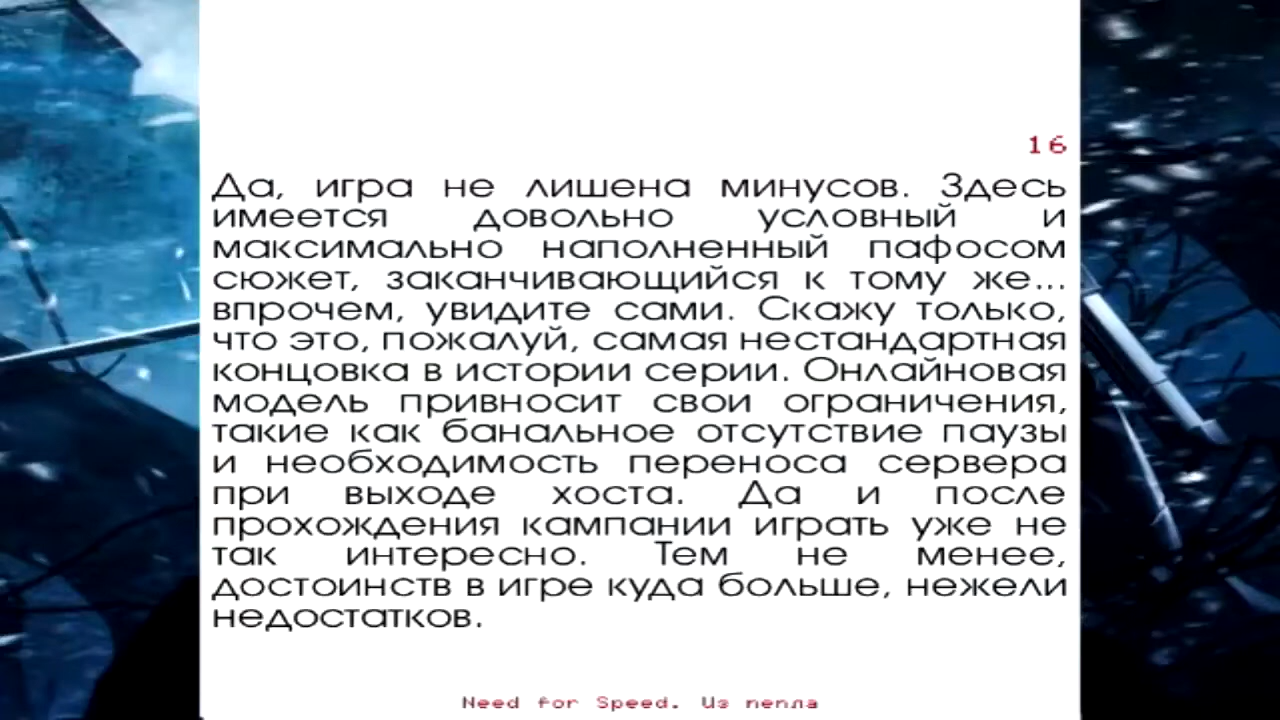 16
Да, игра не лишена минусов. Здесь
имеется довольно условный и
максимально наполненный пафосом
сюжет, заканчивающийся к тому же...
впрочем, увидите сами. Скажу только,
что это, пожалуй, самая нестандартная
концовка в истории серии. Онлайновая
модель привносит свои ограничения,
такие как банальное отсутствие паузы
и необходимость переноса сервера
при выходе хоста. Да и после
прохождения кампании играть уже не
так интересно. Тем не менее,
достоинств в игре куда больше, нежели
недостатков.
Need for Speed. Из пепла